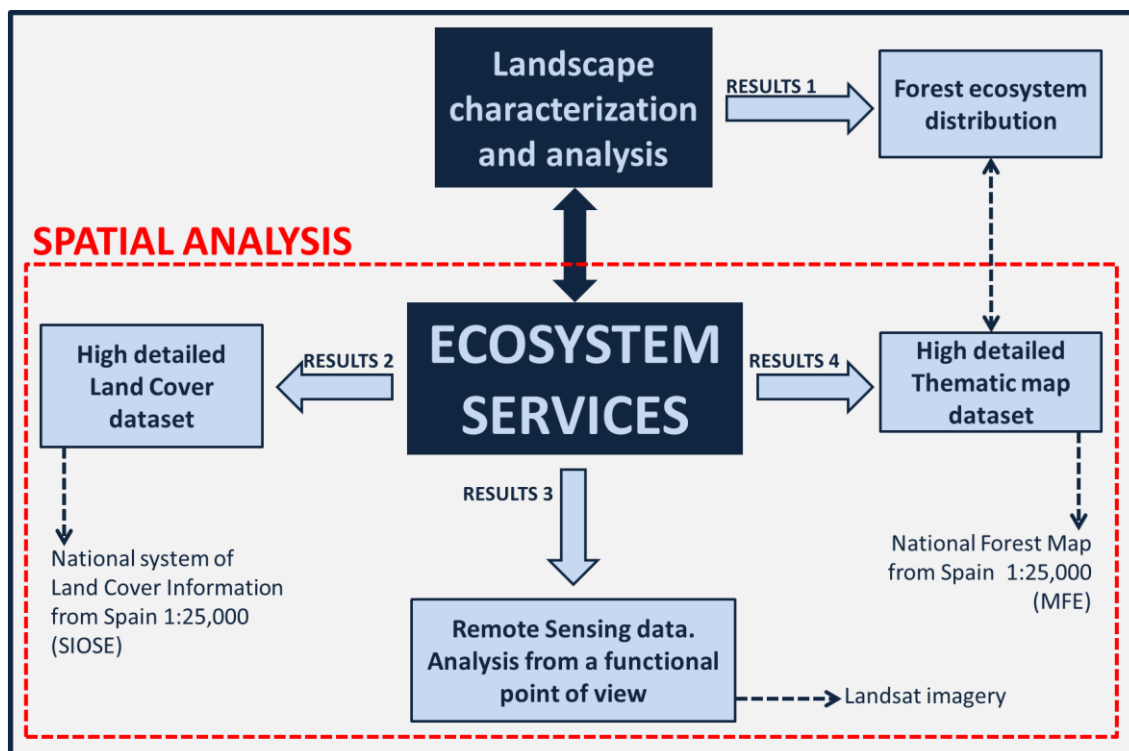 Landscape
characterization
and analysis
RESULTS 1
Forest ecosystem
distribution
SPATIAL ANALYSIS
High detailed
Land Cover
dataset
RESULTS 2
ECOSYSTEM
SERVICES
RESULTS 4
High detailed
Thematic map
dataset
RESULTS 3
National system of
Land Cover Information
from Spain 1:25,000
(SIOSE)
National Forest Map
from Spain 1:25,000
(MFE)
Remote Sensing data.
Analysis from a functional
point of view
Landsat imagery